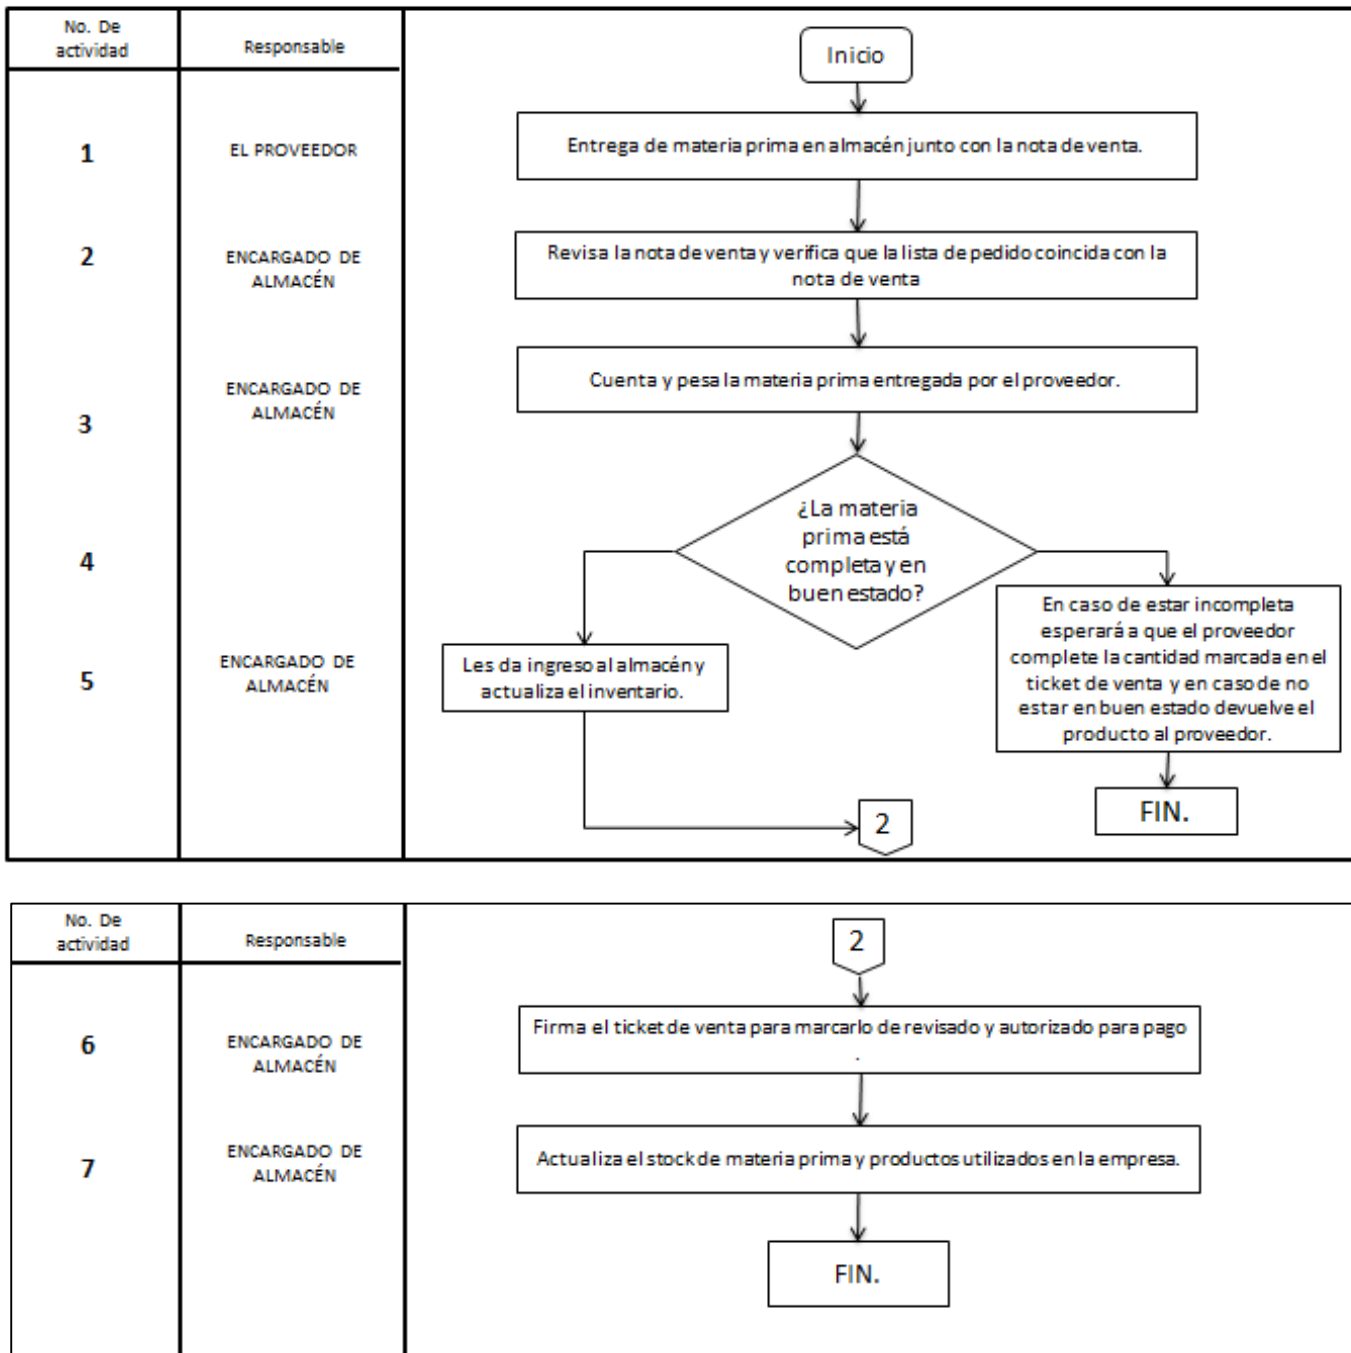 No. De
actividad
Responsable
Inicio
1
EL PROVEEDOR
Entrega de materia prima en almacén junto con la nota de venta.
2
ENCARGADO DE
ALMACÉN
Revisa la nota de venta y verifica que la lista de pedido coincida con la
nota de venta
3
ENCARGADO DE
ALMACÉN
Cuenta y pesa la materia prima entregada por el proveedor.
4
¿La materia
prima está
completa y en
buen estado?
5
ENCARGADO DE
ALMACÉN
Les da ingreso al almacén y
actualiza el inventario.
En caso de estar incompleta
esperará a que el proveedor
complete la cantidad marcada en el
ticket de venta y en caso de no
estar en buen estado devuelve el
producto al proveedor.
FIN.
2
No. De
actividad
Responsable
2
6
ENCARGADO DE
ALMACÉN
Firma el ticket de venta para marcarlo de revisado y autorizado para pago
.
7
ENCARGADO DE
ALMACÉN
Actualiza el stock de materia prima y productos utilizados en la empresa.
FIN.